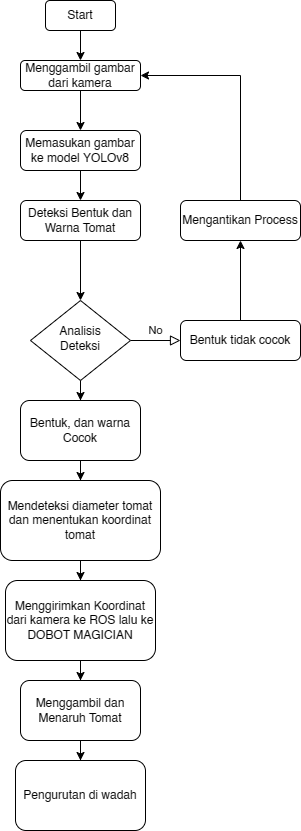 Start
Menggambil gambar
dari kamera
Memasukan gambar
ke model YOLOv8
Deteksi Bentuk dan
Warna Tomat
Mengantikan Process
Analisis
Deteksi
No
Bentuk tidak cocok
Bentuk, dan warna
Cocok
Mendeteksi diameter tomat
dan menentukan koordinat
tomat
Menggirimkan Koordinat
dari kamera ke ROS lalu ke
DOBOT MAGICIAN
Menggambil dan
Menaruh Tomat
Pengurutan di wadah